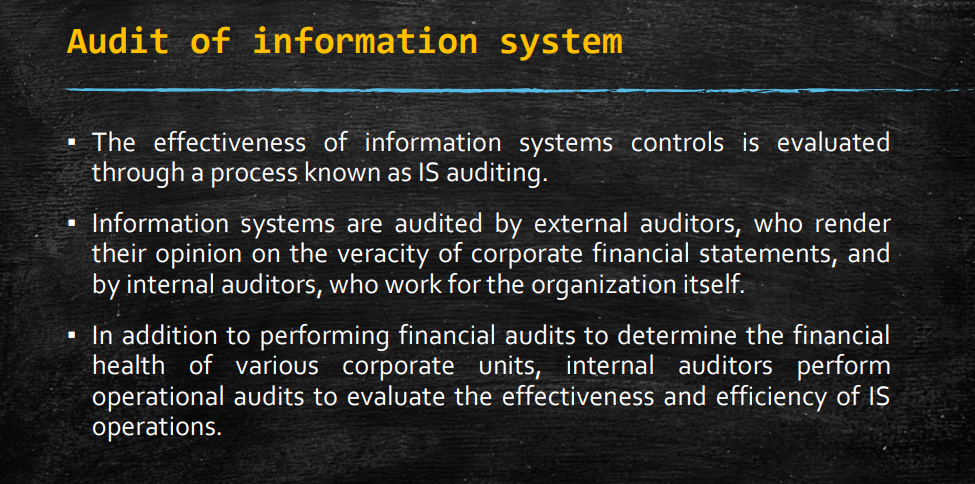 Audit of information system
▪ The effectiveness of information systems controls is evaluated
through a process known as IS auditing.
▪ Information systems are audited by external auditors, who render
their opinion on the veracity of corporate financial statements, and
by internal auditors, who work for the organization itself.
▪ In addition to performing financial audits to determine the financial
health of various corporate units, internal auditors perform
operational audits to evaluate the effectiveness and efficiency of IS
operations.